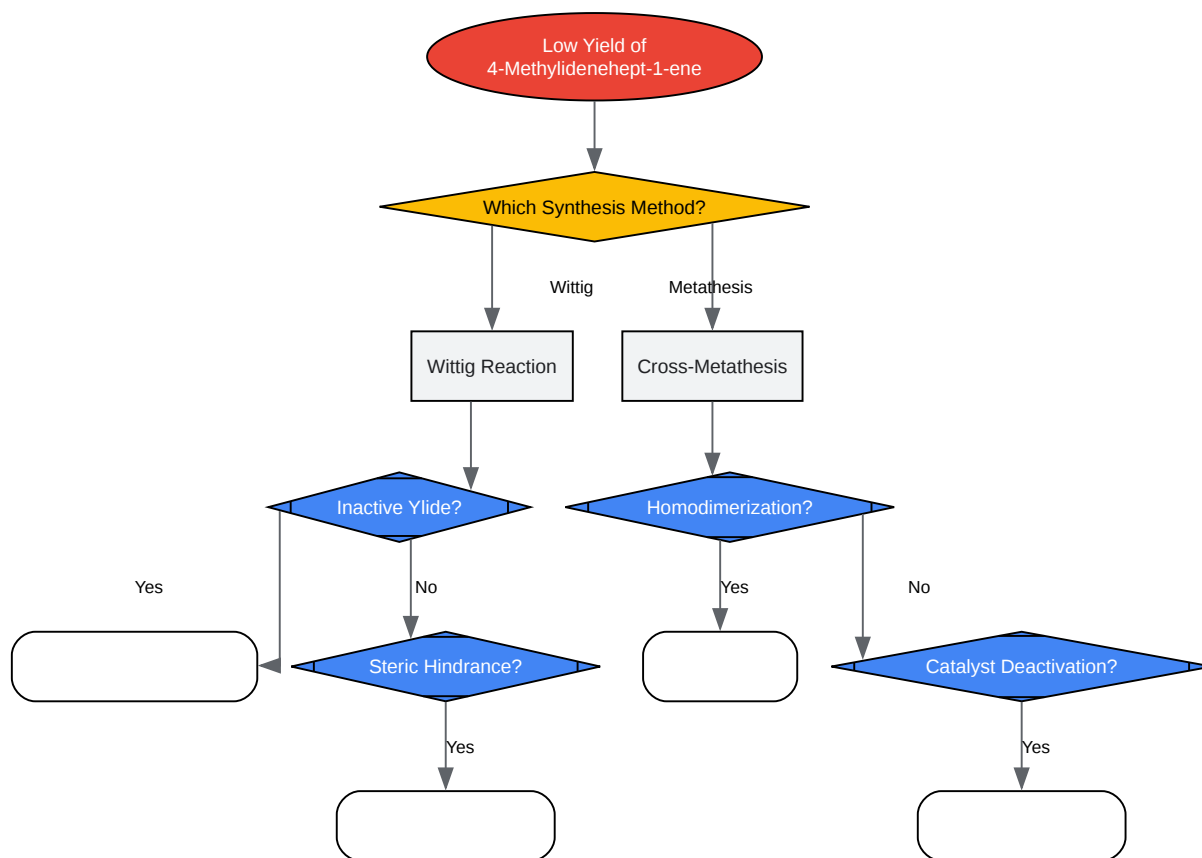 Low Yield of
4-Methylidenehept-1-ene
Which Synthesis Method?
Wittig
Metathesis
Wittig Reaction
Cross-Metathesis
Inactive Ylide?
Homodimerization?
Yes
No
Yes
No
Steric Hindrance?
Catalyst Deactivation?
Yes
Yes